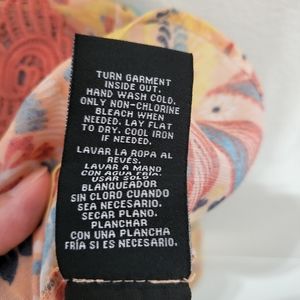 TURN GARMENT
INSIDE OUT.
HAND WASH COLD.
ONLY NON-CHLORINE
BLEACH WHEN
NEEDED. LAY FLAT
TO DRY. COOL IRON
IF NEEDED.
LAVAR LA ROPA AL
REVÉS.
LAVAR A MANO
CON AGUA FRÍA.
USAR SOLO
BLANQUEADOR
SIN CLORO CUANDO
SEA NECESARIO.
SECAR PLANO.
PLANCHAR
CON UNA PLANCHA
FRÍA SI ES NECESARIO.